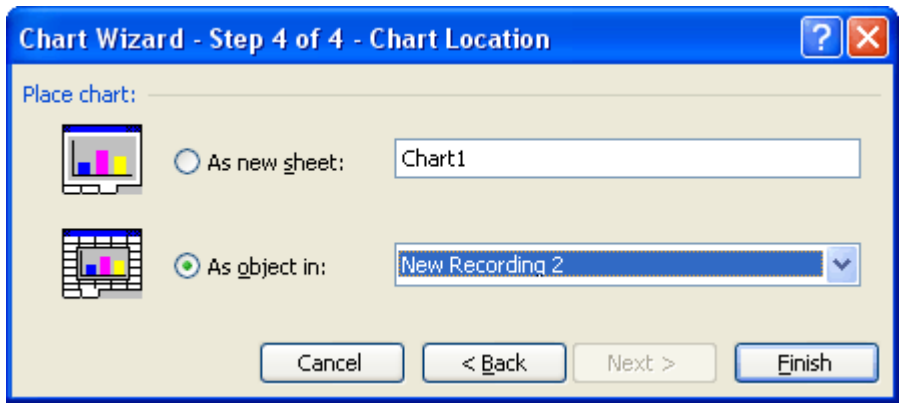 Chart Wizard - Step 4 of 4 - Chart Location
?
Place chart:
As new sheet: Chart1
As object in: New Recording 2
Cancel < Back Next > Finish